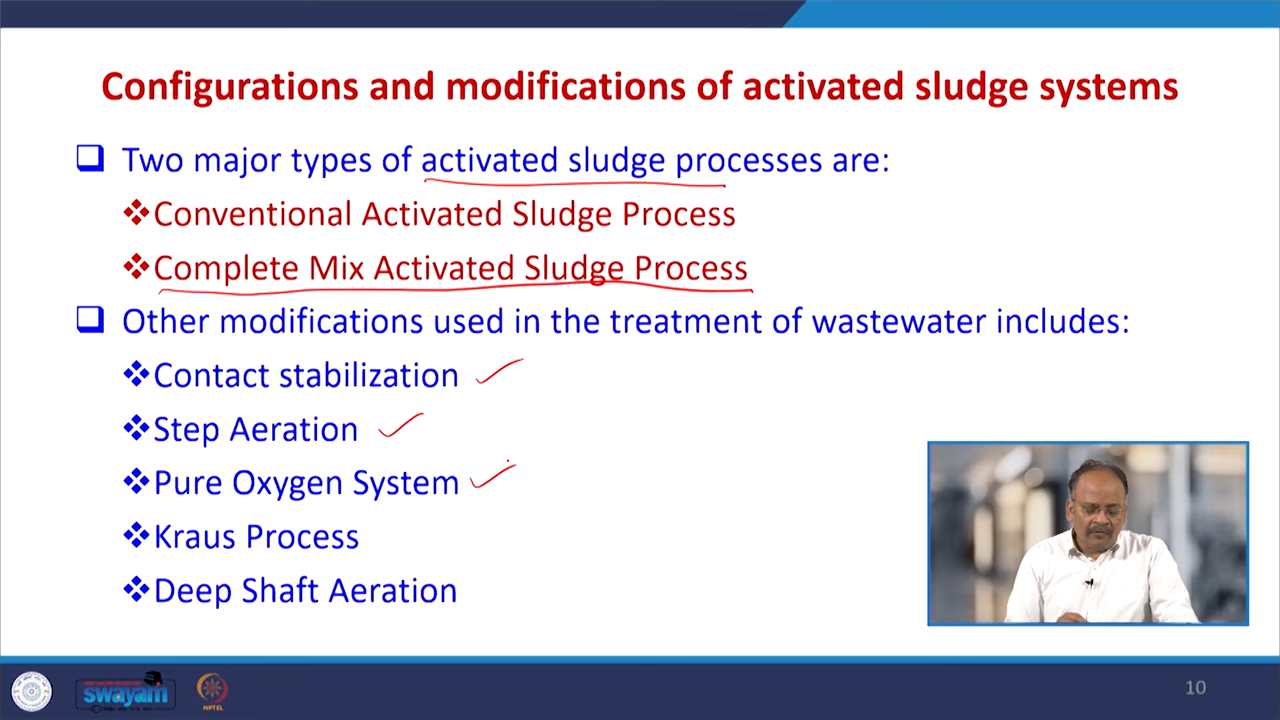 Configurations and modifications of activated sludge systems
Two major types of activated sludge processes are:
Conventional Activated Sludge Process
Complete Mix Activated Sludge Process
Other modifications used in the treatment of wastewater includes:
Contact stabilization
Step Aeration
Pure Oxygen System
Kraus Process
Deep Shaft Aeration
swayam
NPTEL
10